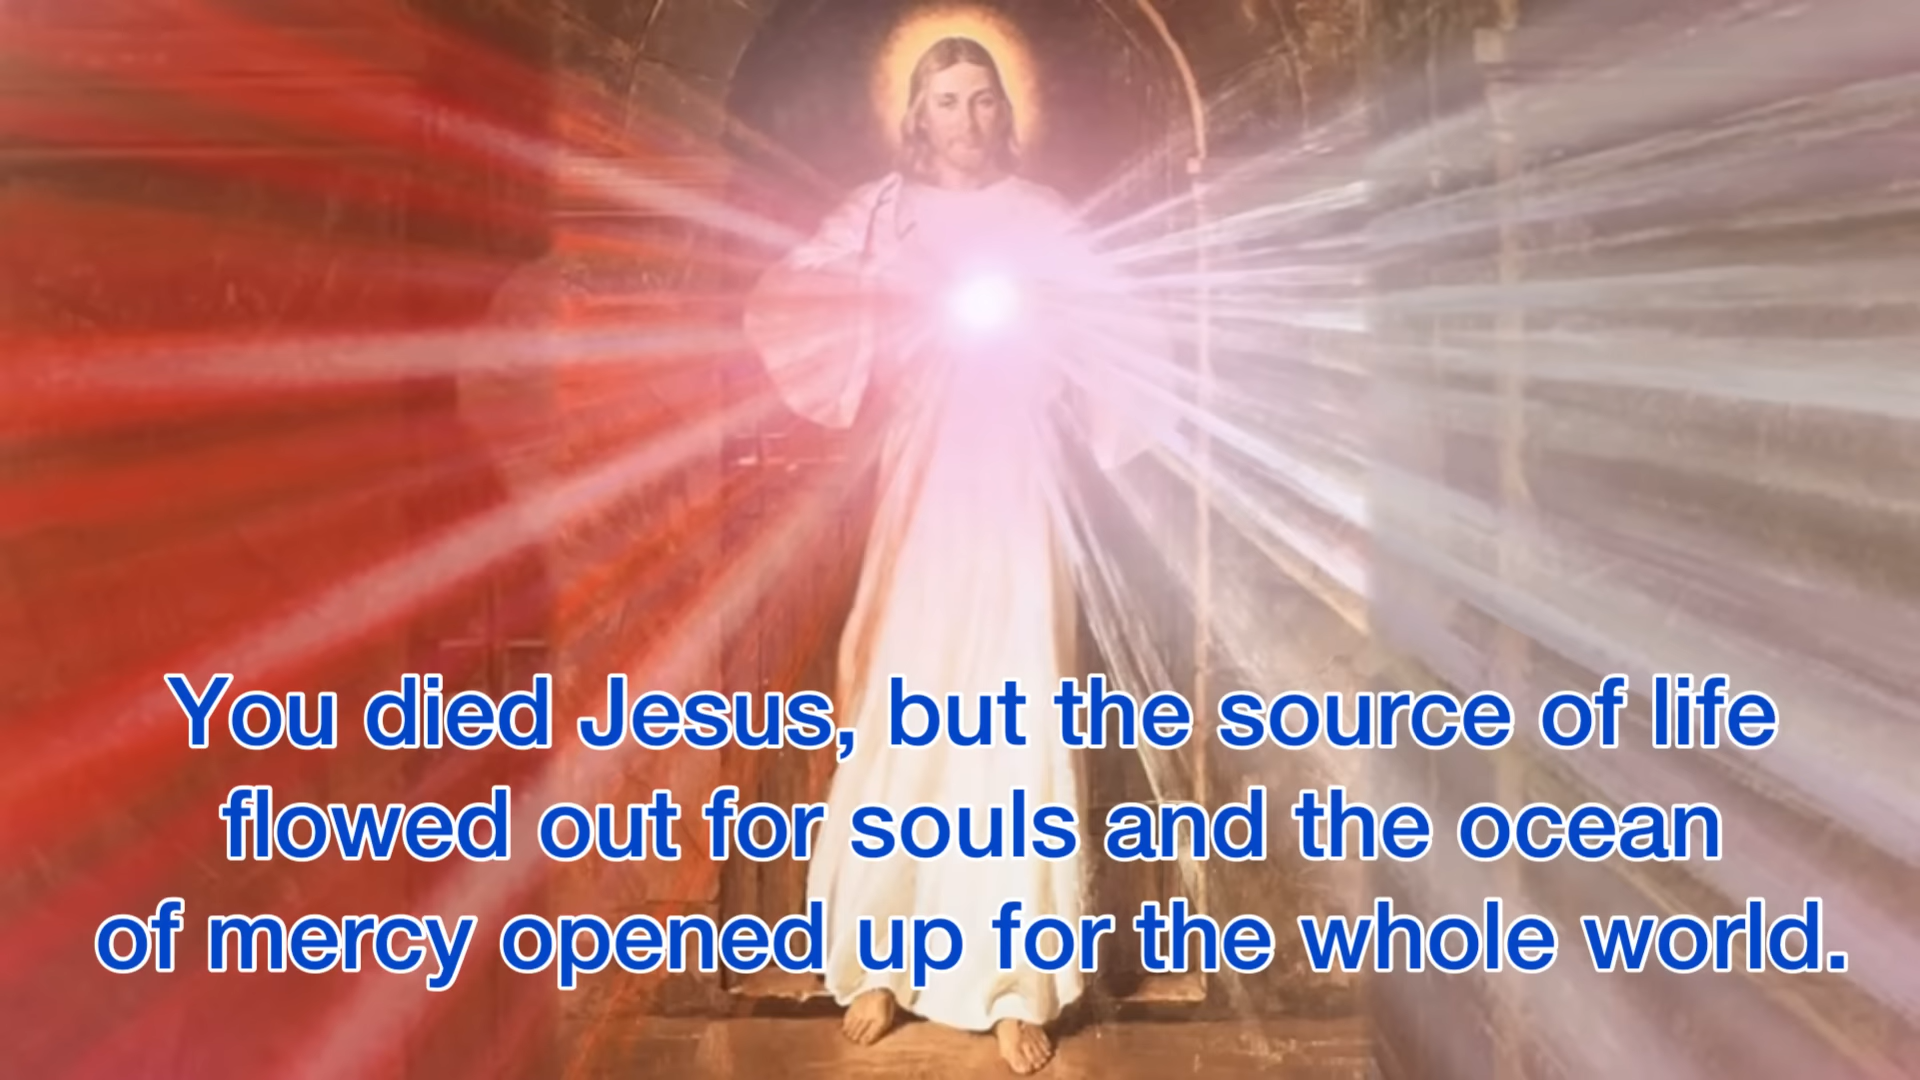 You died Jesus, but the source of life
flowed out for souls and the ocean
of mercy opened up for the whole world.